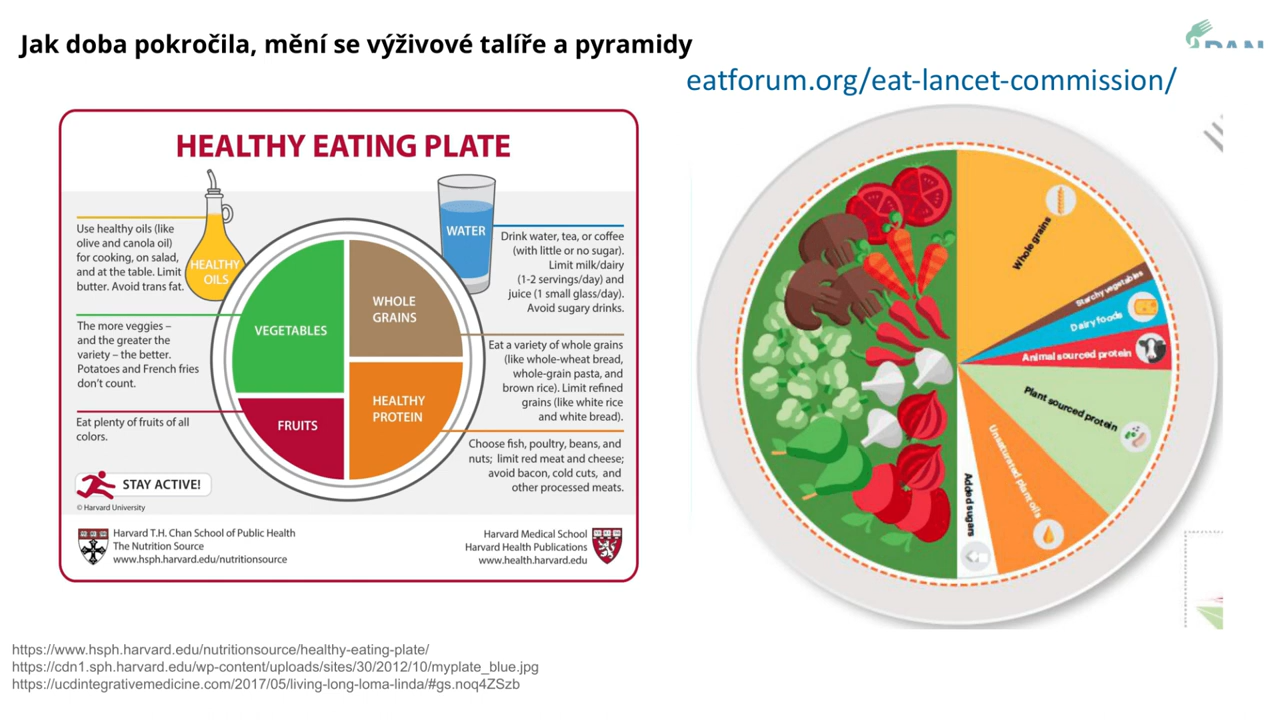 Jak doba pokročila, mění se výživové talíře a pyramidy
PAN
eatforum.org/eat-lancet-commission/
HEALTHY EATING PLATE
Use healthy oils (like
olive and canola oil)
for cooking, on salad,
and at the table. Limit
butter. Avoid trans fat.
HEALTHY
OILS
The more veggies –
and the greater the
variety – the better.
Potatoes and French fries
don't count.
Eat plenty of fruits of all
colors.
STAY ACTIVE!
© Harvard University
VEGETABLES
FRUITS
WHOLE
GRAINS
HEALTHY
PROTEIN
WATER
Drink water, tea, or coffee
(with little or no sugar).
Limit milk/dairy
(1-2 servings/day) and
juice (1 small glass/day).
Avoid sugary drinks.
Eat a variety of whole grains
(like whole-wheat bread,
whole-grain pasta, and
brown rice). Limit refined
grains (like white rice
and white bread).
Choose fish, poultry, beans, and
nuts; limit red meat and cheese;
avoid bacon, cold cuts, and
other processed meats.
Harvard T.H. Chan School of Public Health
The Nutrition Source
www.hsph.harvard.edu/nutritionsource
Harvard Medical School
Harvard Health Publications
www.health.harvard.edu
Whole grains
Starchy vegetables
Dairy foods
Animal sourced protein
Plant sourced protein
Unsaturated plant oils
Added sugars
https://www.hsph.harvard.edu/nutritionsource/healthy-eating-plate/
https://cdn1.sph.harvard.edu/wp-content/uploads/sites/30/2012/10/myplate_blue.jpg
https://ucdintegrativemedicine.com/2017/05/living-long-loma-linda/#gs.noq4ZSzb